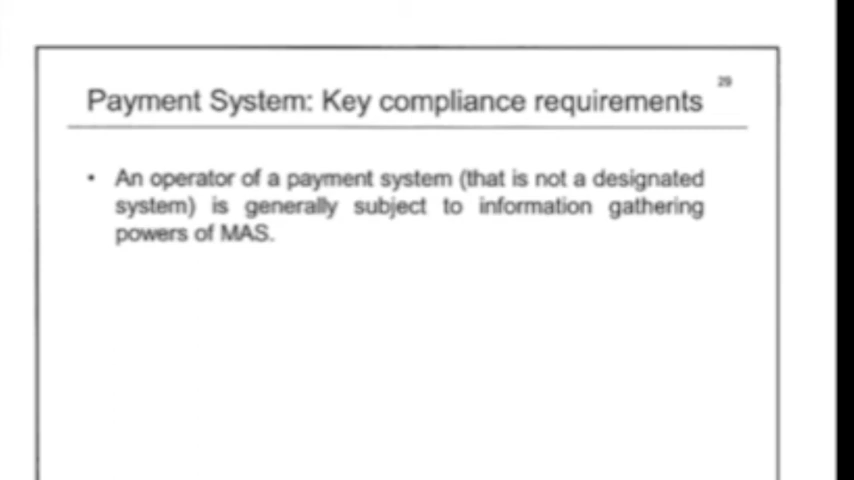 29
Payment System: Key compliance requirements
• An operator of a payment system (that is not a designated
system) is generally subject to information gathering
powers of MAS.